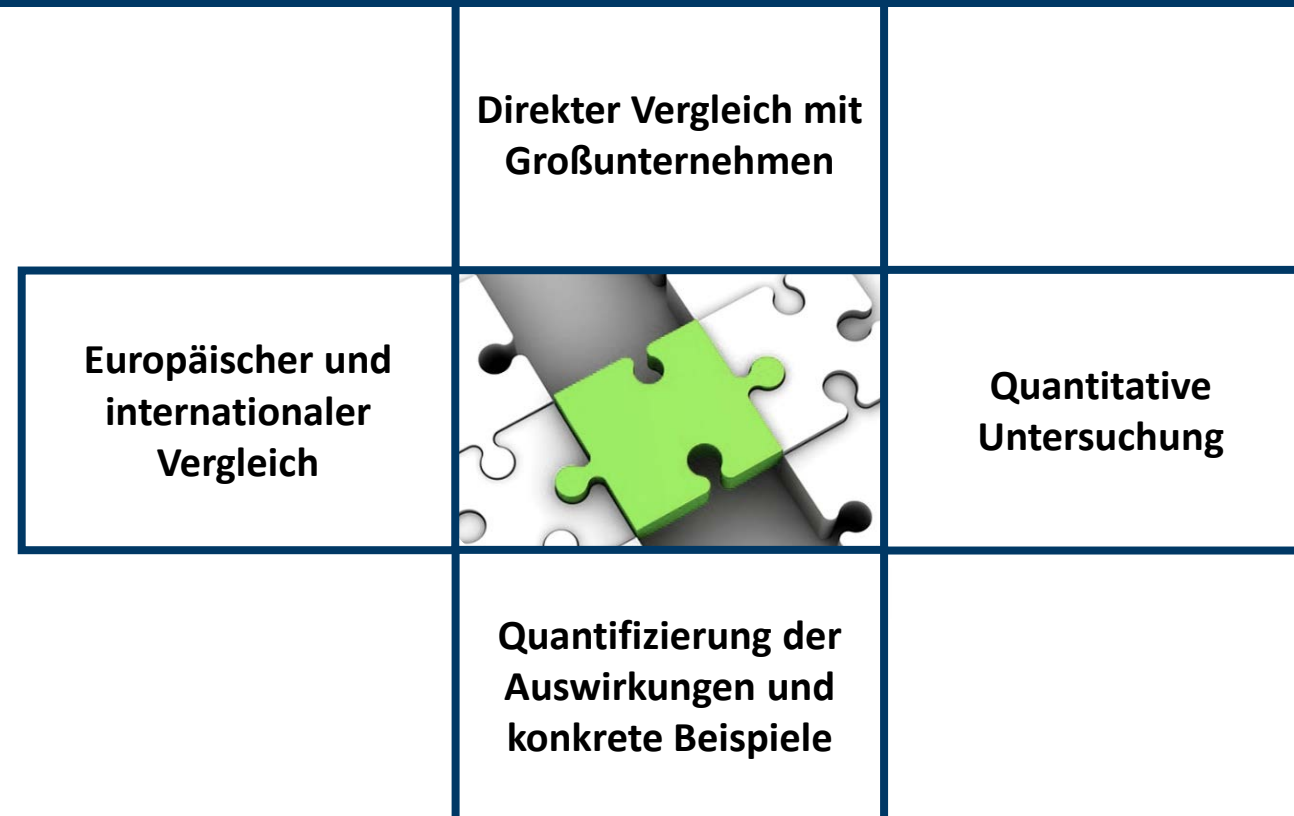 Direkter Vergleich mit
Großunternehmen
Europäischer und
internationaler
Vergleich
Quantitative
Untersuchung
Quantifizierung der
Auswirkungen und
konkrete Beispiele